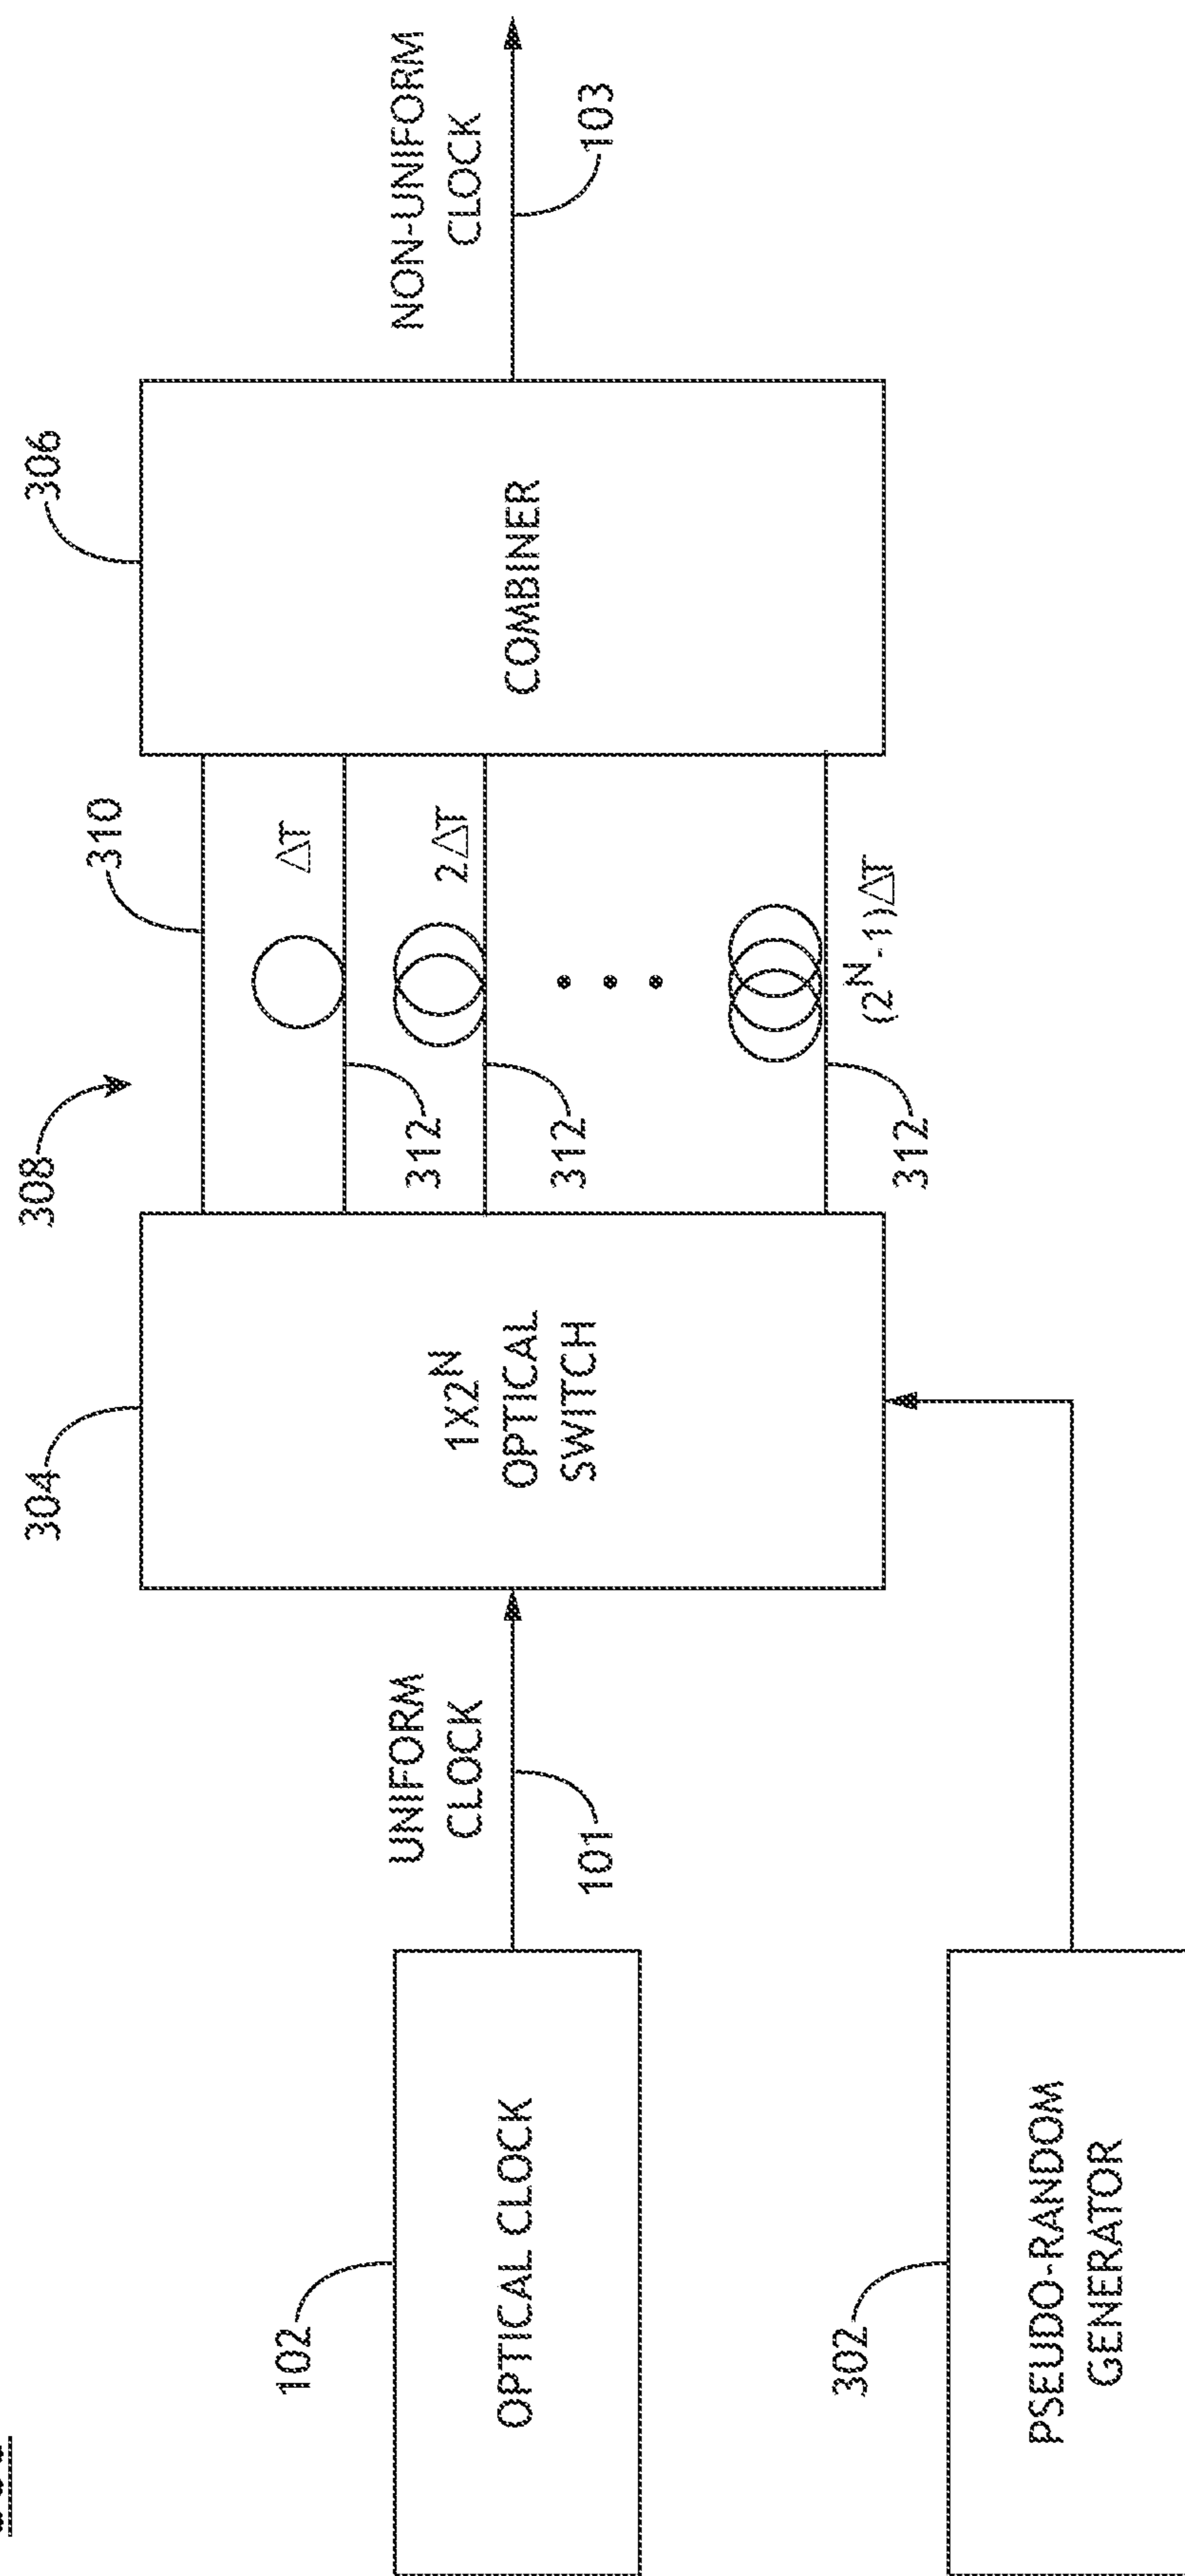 308
304
310
306
UNIFORM
CLOCK
101
1X2^N
OPTICAL
SWITCH
ΔT
2ΔT
(2^N-1)ΔT
312
312
312
COMBINER
NON-UNIFORM
CLOCK
103
102
OPTICAL CLOCK
302
PSEUDO-RANDOM
GENERATOR